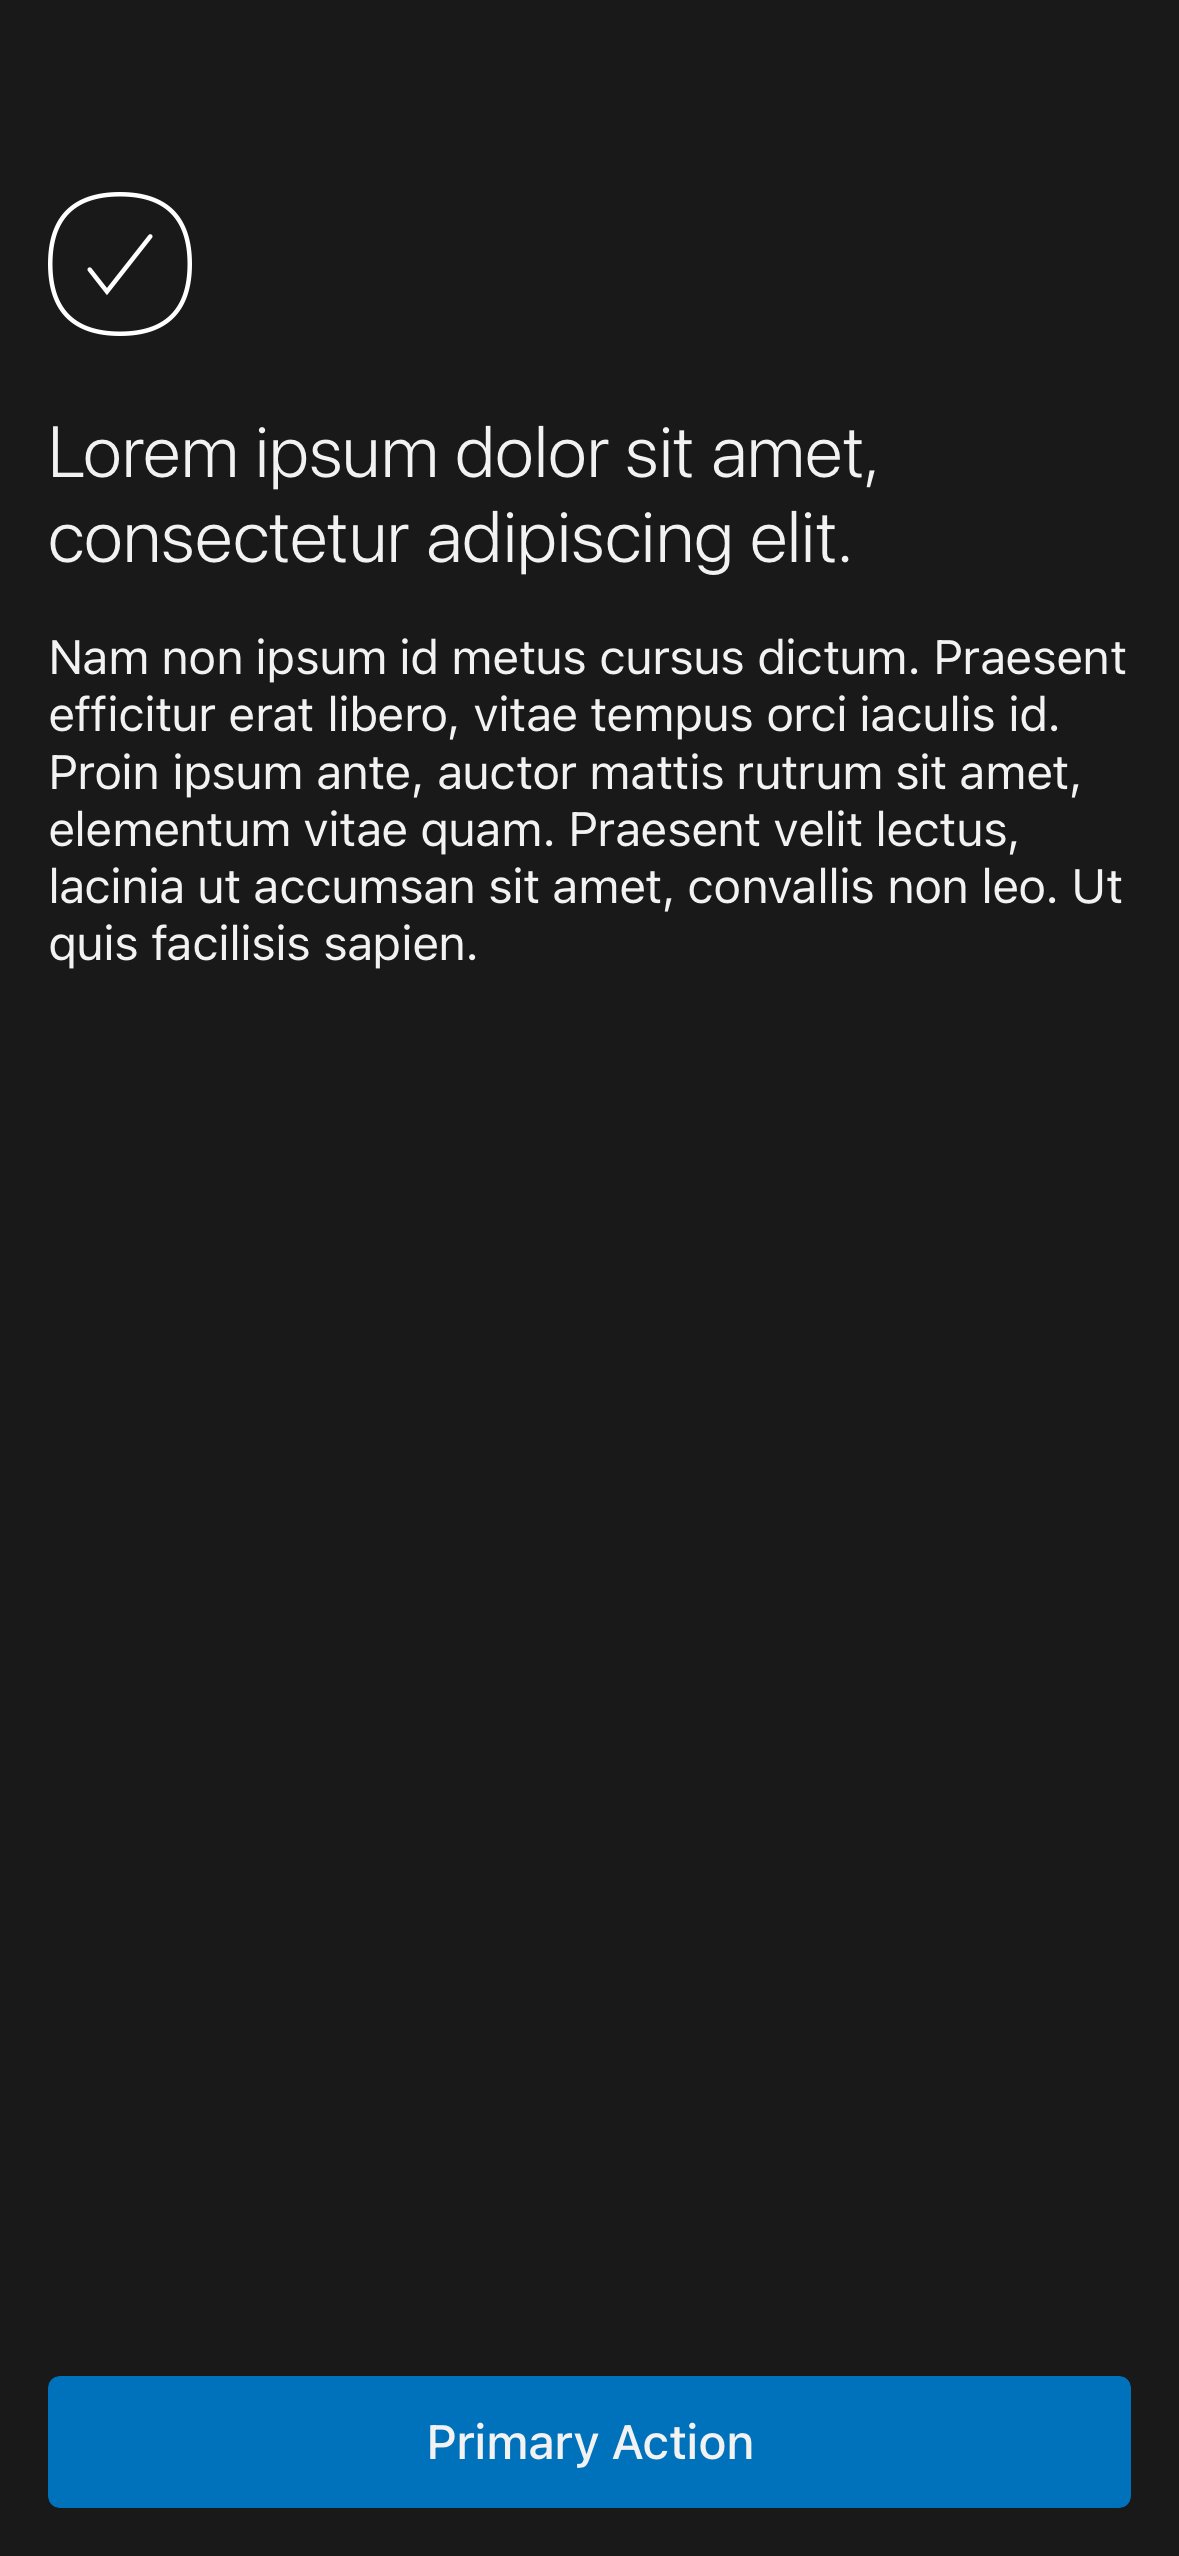 Lorem ipsum dolor sit amet,
consectetur adipiscing elit.
Nam non ipsum id metus cursus dictum. Praesent
efficitur erat libero, vitae tempus orci iaculis id.
Proin ipsum ante, auctor mattis rutrum sit amet,
elementum vitae quam. Praesent velit lectus,
lacinia ut accumsan sit amet, convallis non leo. Ut
quis facilisis sapien.
Primary Action